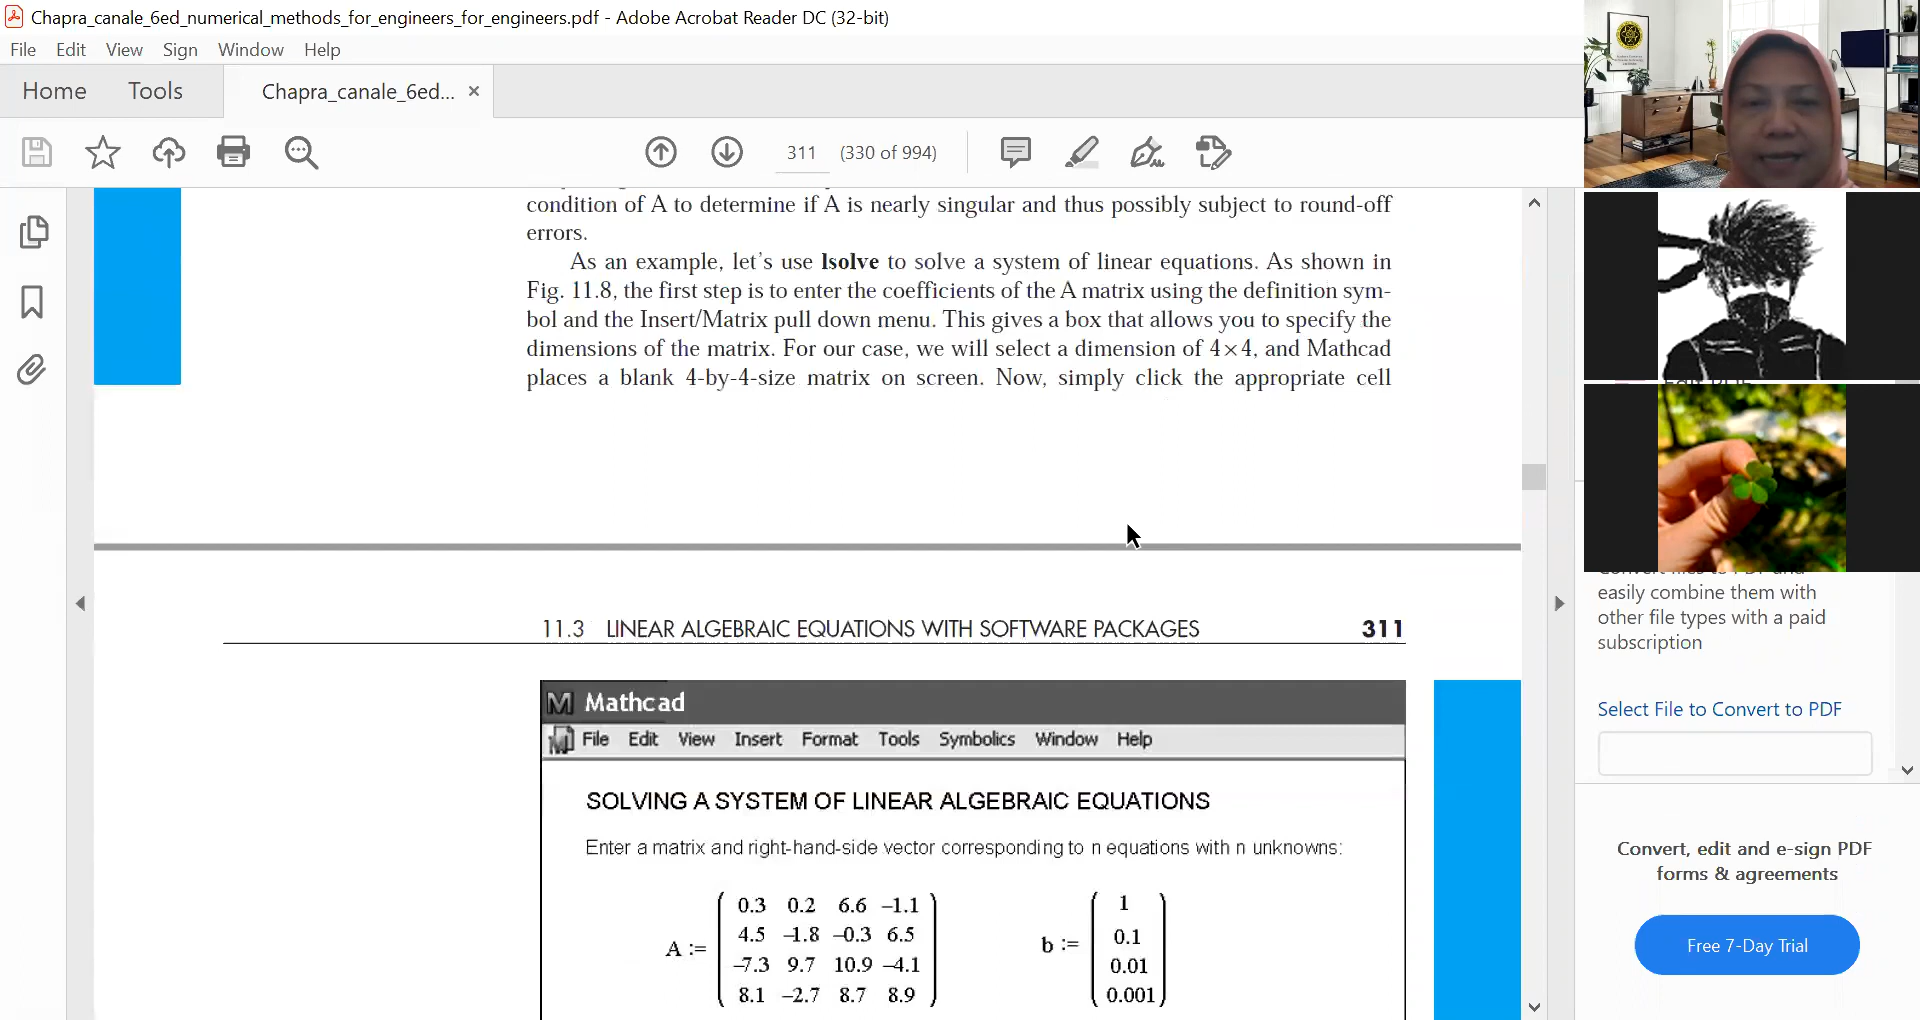 Chapra_canale_6ed_numerical_methods_for_engineers_for_engineers.pdf - Adobe Acrobat Reader DC (32-bit)
File Edit View Sign Window Help
Home Tools Chapra_canale_6ed... ×
311 (330 of 994)
condition of A to determine if A is nearly singular and thus possibly subject to round-off
errors.
As an example, let's use lsolve to solve a system of linear equations. As shown in
Fig. 11.8, the first step is to enter the coefficients of the A matrix using the definition sym-
bol and the Insert/Matrix pull down menu. This gives a box that allows you to specify the
dimensions of the matrix. For our case, we will select a dimension of 4×4, and Mathcad
places a blank 4-by-4-size matrix on screen. Now, simply click the appropriate cell
11.3 LINEAR ALGEBRAIC EQUATIONS WITH SOFTWARE PACKAGES 311
M Mathcad
File Edit View Insert Format Tools Symbolics Window Help
SOLVING A SYSTEM OF LINEAR ALGEBRAIC EQUATIONS
Enter a matrix and right-hand-side vector corresponding to n equations with n unknowns:
A := b :=
0.3 0.2 6.6 –1.1 1
4.5 –1.8 –0.3 6.5 0.1
–7.3 9.7 10.9 –4.1 0.01
8.1 –2.7 8.7 8.9 0.001
easily combine them with
other file types with a paid
subscription
Select File to Convert to PDF
Convert, edit and e-sign PDF
forms & agreements
Free 7-Day Trial